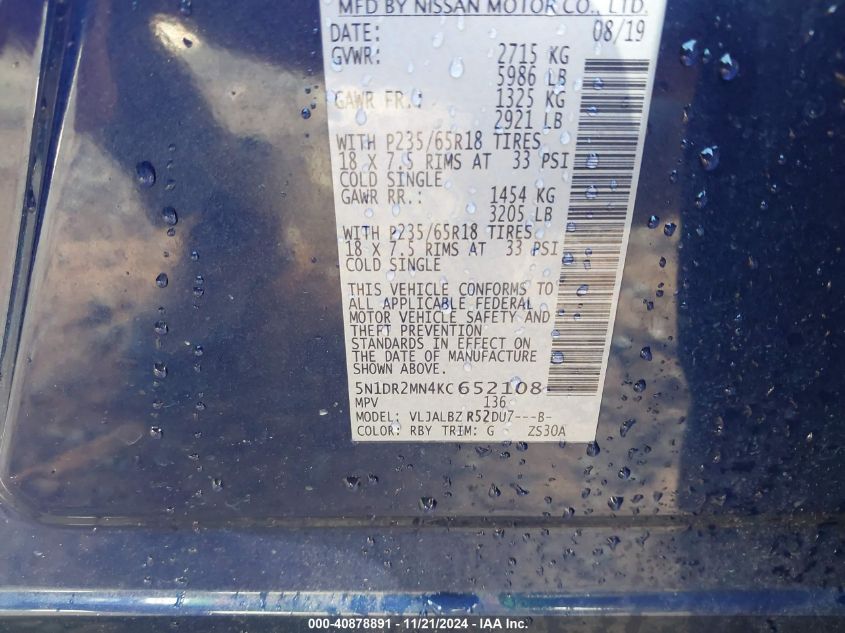 MFD BY NISSAN MOTOR CO., LTD.
DATE: 08/19
GVWR: 2715 KG
5986 LB
GAWR FR.: 1325 KG
2921 LB
WITH P235/65R18 TIRES
18 X 7.5 RIMS AT 33 PSI
COLD SINGLE
GAWR RR.: 1454 KG
3205 LB
WITH P235/65R18 TIRES
18 X 7.5 RIMS AT 33 PSI
COLD SINGLE
THIS VEHICLE CONFORMS TO
ALL APPLICABLE FEDERAL
MOTOR VEHICLE SAFETY AND
THEFT PREVENTION
STANDARDS IN EFFECT ON
THE DATE OF MANUFACTURE
5N1DR2MN4KC652108
MPV 136
MODEL: VLJALBZ R52DU7---B-
COLOR: RBY TRIM: G ZS30A
000-40878891 - 11/21/2024 - IAA Inc.